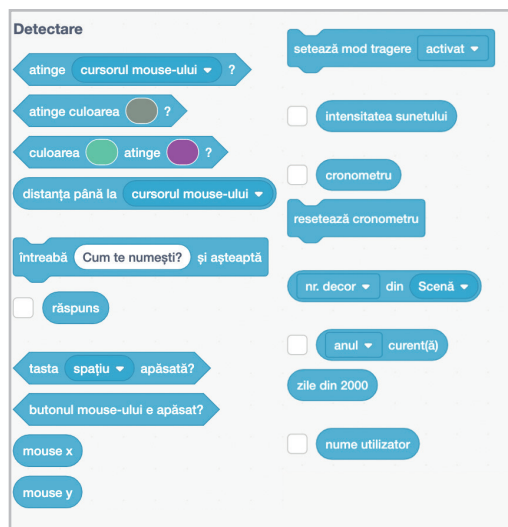 Detectare
atinge cursorul mouse-ului ?
atinge culoarea ?
culoarea atinge ?
distanța până la cursorul mouse-ului
întreabă Cum te numești? și așteaptă
răspuns
tasta spațiu apăsată?
butonul mouse-ului e apăsat?
mouse x
mouse y
setează mod tragere activat
intensitatea sunetului
cronometru
resetează cronometru
nr. decor din Scenă
anul curent(ă)
zile din 2000
nume utilizator